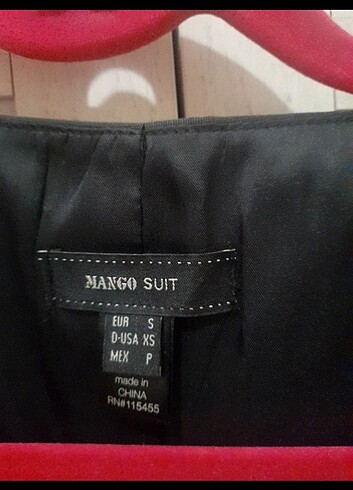 MANGO SUIT
EUR S
D-USA XS
MEX P
made in
CHINA
RN#115455